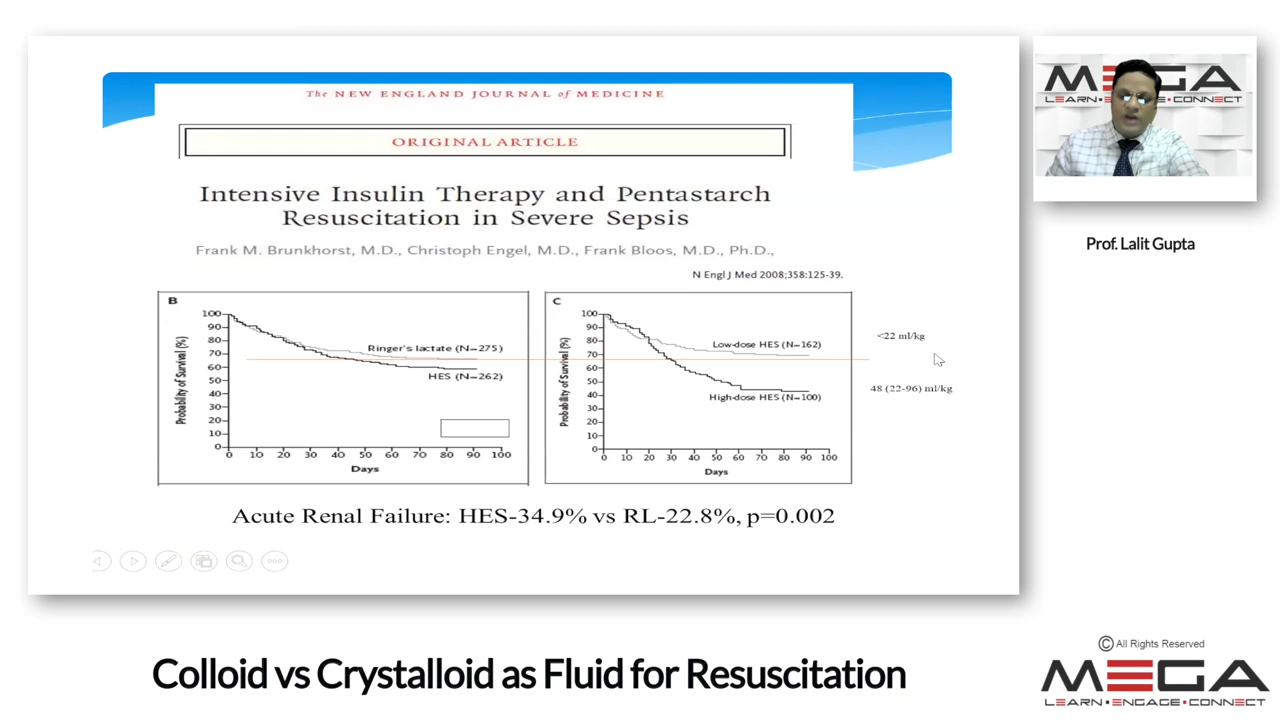 The NEW ENGLAND JOURNAL of MEDICINE
ORIGINAL ARTICLE
Intensive Insulin Therapy and Pentastarch
Resuscitation in Severe Sepsis
Frank M. Brunkhorst, M.D., Christoph Engel, M.D., Frank Bloos, M.D., Ph.D.,
N Engl J Med 2008;358:125-39.
B
Probability of Survival (%)
100
90
80
70
60
50
40
30
20
10
0
Ringer's lactate (N=275)
HES (N=262)
0 10 20 30 40 50 60 70 80 90 100
Days
C
Probability of Survival (%)
100
90
80
70
60
50
40
30
20
10
0
Low-dose HES (N=162)
High-dose HES (N=100)
0 10 20 30 40 50 60 70 80 90 100
Days
<22 ml/kg
48 (22-96) ml/kg
Acute Renal Failure: HES-34.9% vs RL-22.8%, p=0.002
MEGA
LEARN ENGAGE CONNECT
Prof. Lalit Gupta
Colloid vs Crystalloid as Fluid for Resuscitation
© All Rights Reserved
MEGA
LEARN ENGAGE CONNECT